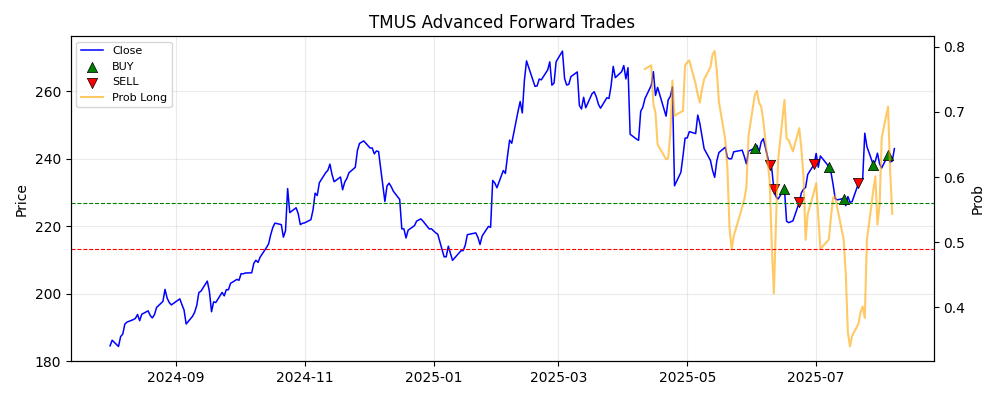 TMUS Advanced Forward Trades
Close
BUY
SELL
Prob Long
Price
Prob
260
240
220
200
180
0.8
0.7
0.6
0.5
0.4
2024-09
2024-11
2025-01
2025-03
2025-05
2025-07